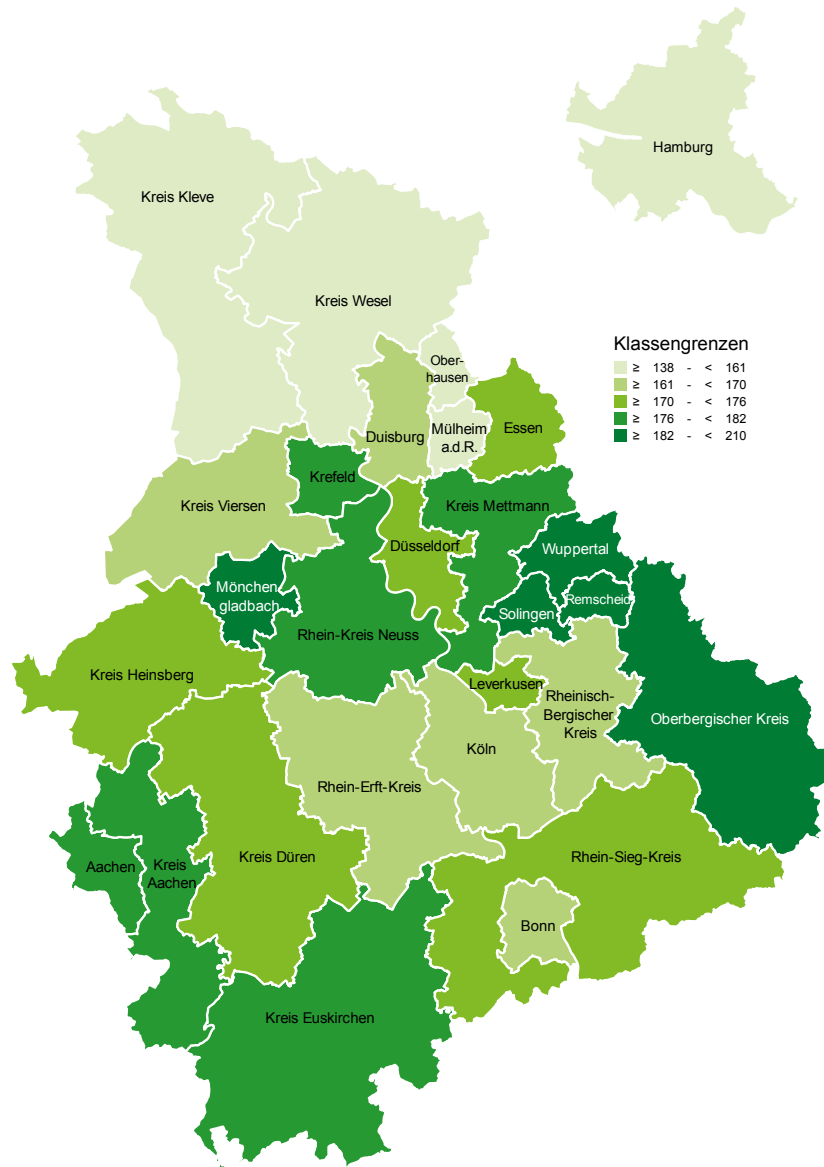 Hamburg
Kreis Kleve
Kreis Wesel
Klassengrenzen
≥ 138 - < 161
≥ 161 - < 170
≥ 170 - < 176
≥ 176 - < 182
≥ 182 - < 210
Ober-
hausen
Duisburg
Mülheim
a.d.R.
Essen
Krefeld
Kreis Viersen
Kreis Mettmann
Düsseldorf
Wuppertal
Mönchen
gladbach
Remscheid
Solingen
Rhein-Kreis Neuss
Kreis Heinsberg
Leverkusen
Rheinisch-
Bergischer
Kreis
Oberbergischer Kreis
Köln
Rhein-Erft-Kreis
Kreis Düren
Rhein-Sieg-Kreis
Aachen
Kreis
Aachen
Bonn
Kreis Euskirchen